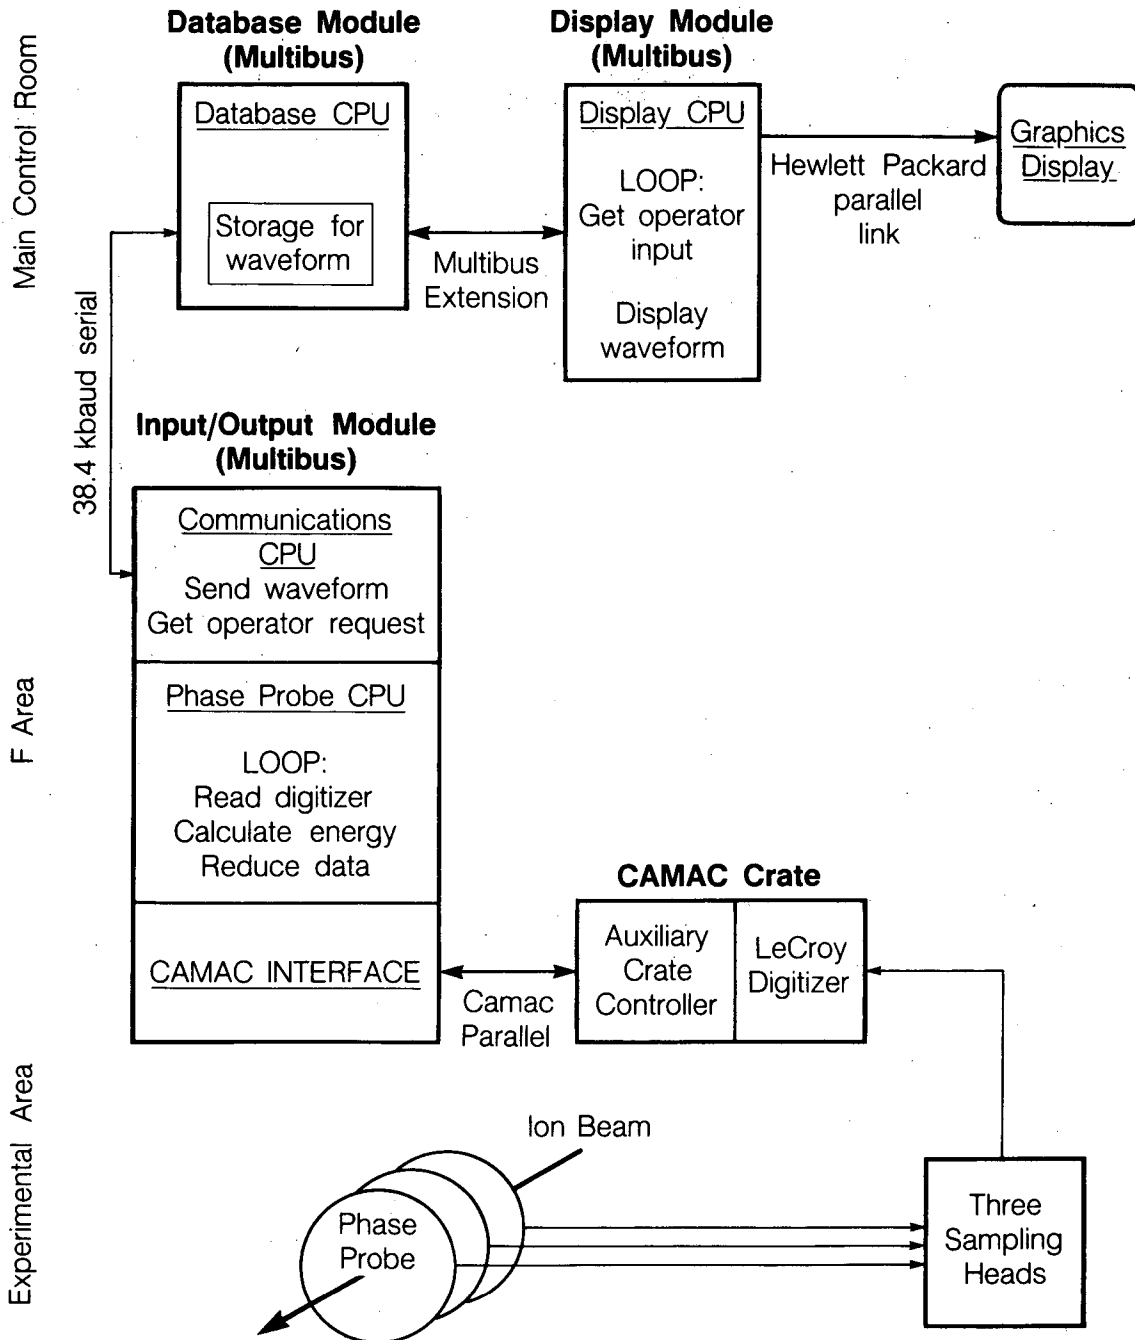 Main Control Room
Database Module
(Multibus)
Database CPU
Storage for
waveform
Multibus
Extension
Display Module
(Multibus)
Display CPU
LOOP:
Get operator
input
Display
waveform
Hewlett Packard
parallel
link
Graphics
Display
38.4 kbaud serial
F Area
Input/Output Module
(Multibus)
Communications
CPU
Send waveform
Get operator request
Phase Probe CPU
LOOP:
Read digitizer
Calculate energy
Reduce data
CAMAC INTERFACE
Camac
Parallel
CAMAC Crate
Auxiliary
Crate
Controller
LeCroy
Digitizer
Experimental Area
Ion Beam
Phase
Probe
Three
Sampling
Heads